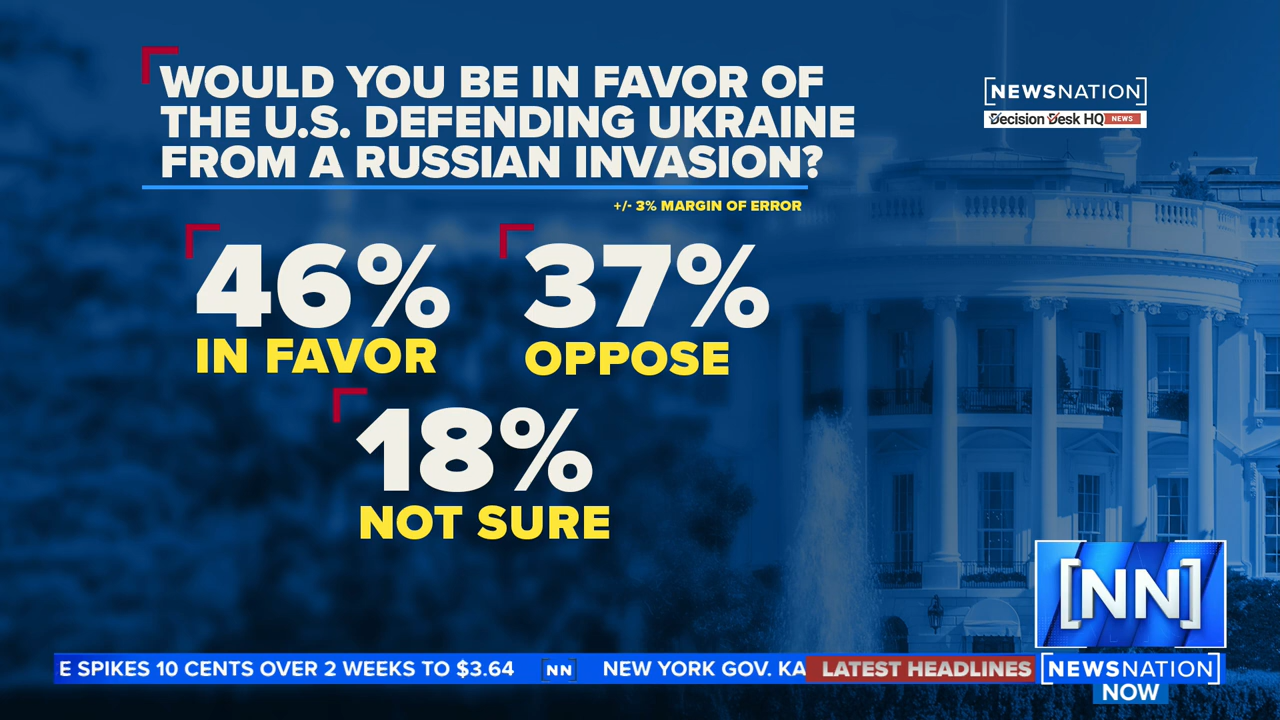 WOULD YOU BE IN FAVOR OF
THE U.S. DEFENDING UKRAINE
FROM A RUSSIAN INVASION?
+/- 3% MARGIN OF ERROR
[NEWSNATION]
Decision Desk HQ NEWS
46%
IN FAVOR
37%
OPPOSE
18%
NOT SURE
[NN]
E SPIKES 10 CENTS OVER 2 WEEKS TO $3.64 NN NEW YORK GOV. KA LATEST HEADLINES [NEWSNATION]
NOW